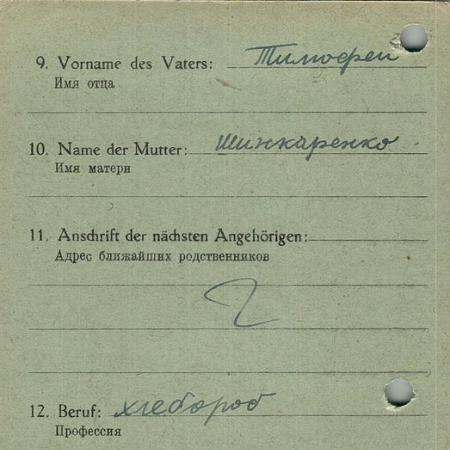 9. Vorname des Vaters: Тимофей
Имя отца
10. Name der Mutter: Шинкаренко
Имя матери
11. Anschrift der nächsten Angehörigen:
Адрес ближайших родственников
12. Beruf: хлебороб
Профессия